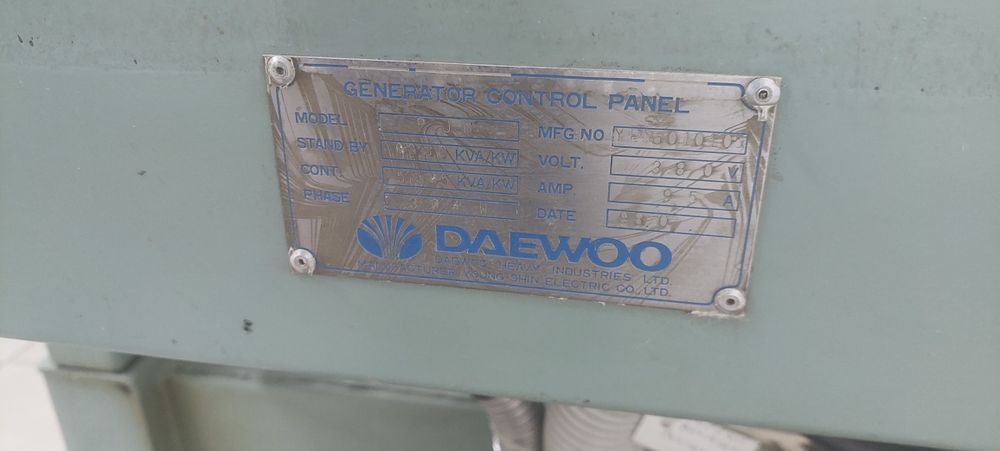 GENERATOR CONTROL PANEL
MODEL
STAND BY KVA/KW
CONT. KVA/KW
PHASE
MFG. NO
VOLT. 380 V
AMP. A
DATE
DAEWOO
DAEWOO HEAVY INDUSTRIES LTD.
MANUFACTURER YOUNG SHIN ELECTRIC CO., LTD.